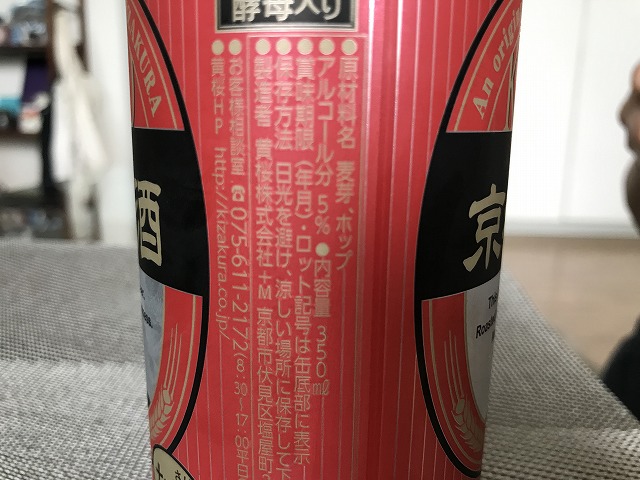 酵母入り
●原材料名 麦芽、ホップ
●アルコール分 5% ●内容量 350ml
●賞味期限(年月)・ロット記号は缶底部に表示
●保存方法 日光を避け、涼しい場所に保存して下
●製造者 黄桜株式会社+M 京都市伏見区塩屋町
●お客様相談室☎075-611-2172(8:30~17:00平日
●黄桜HP http://kizakura.co.jp/
AKURA
酒
An origin
京